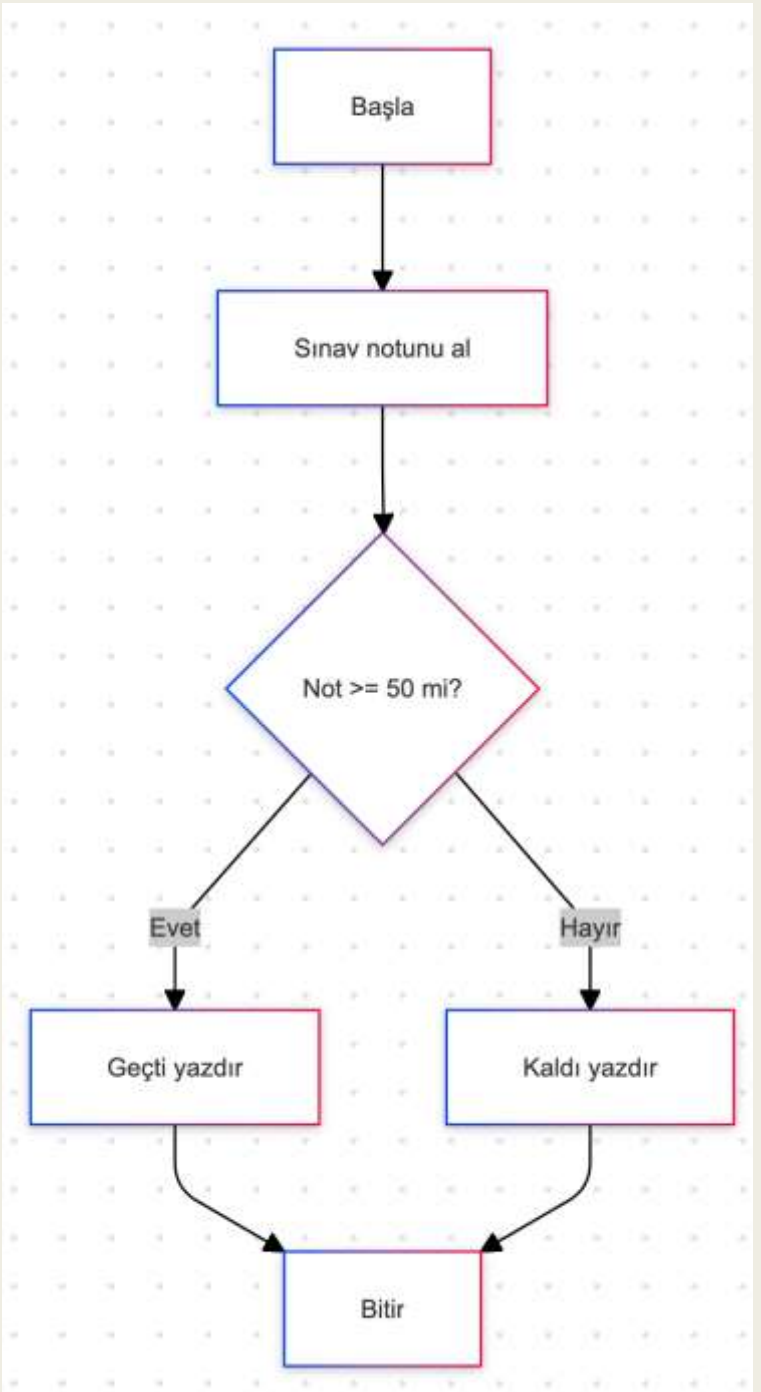 Başla
Sınav notunu al
Not >= 50 mi?
Evet
Hayır
Geçti yazdır
Kaldı yazdır
Bitir